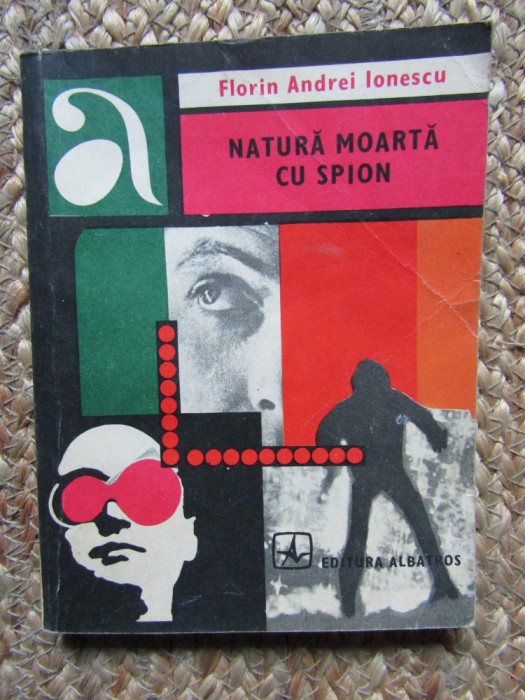 a
Florin Andrei Ionescu
NATURĂ MOARTĂ
CU SPION
EDITURA ALBATROS